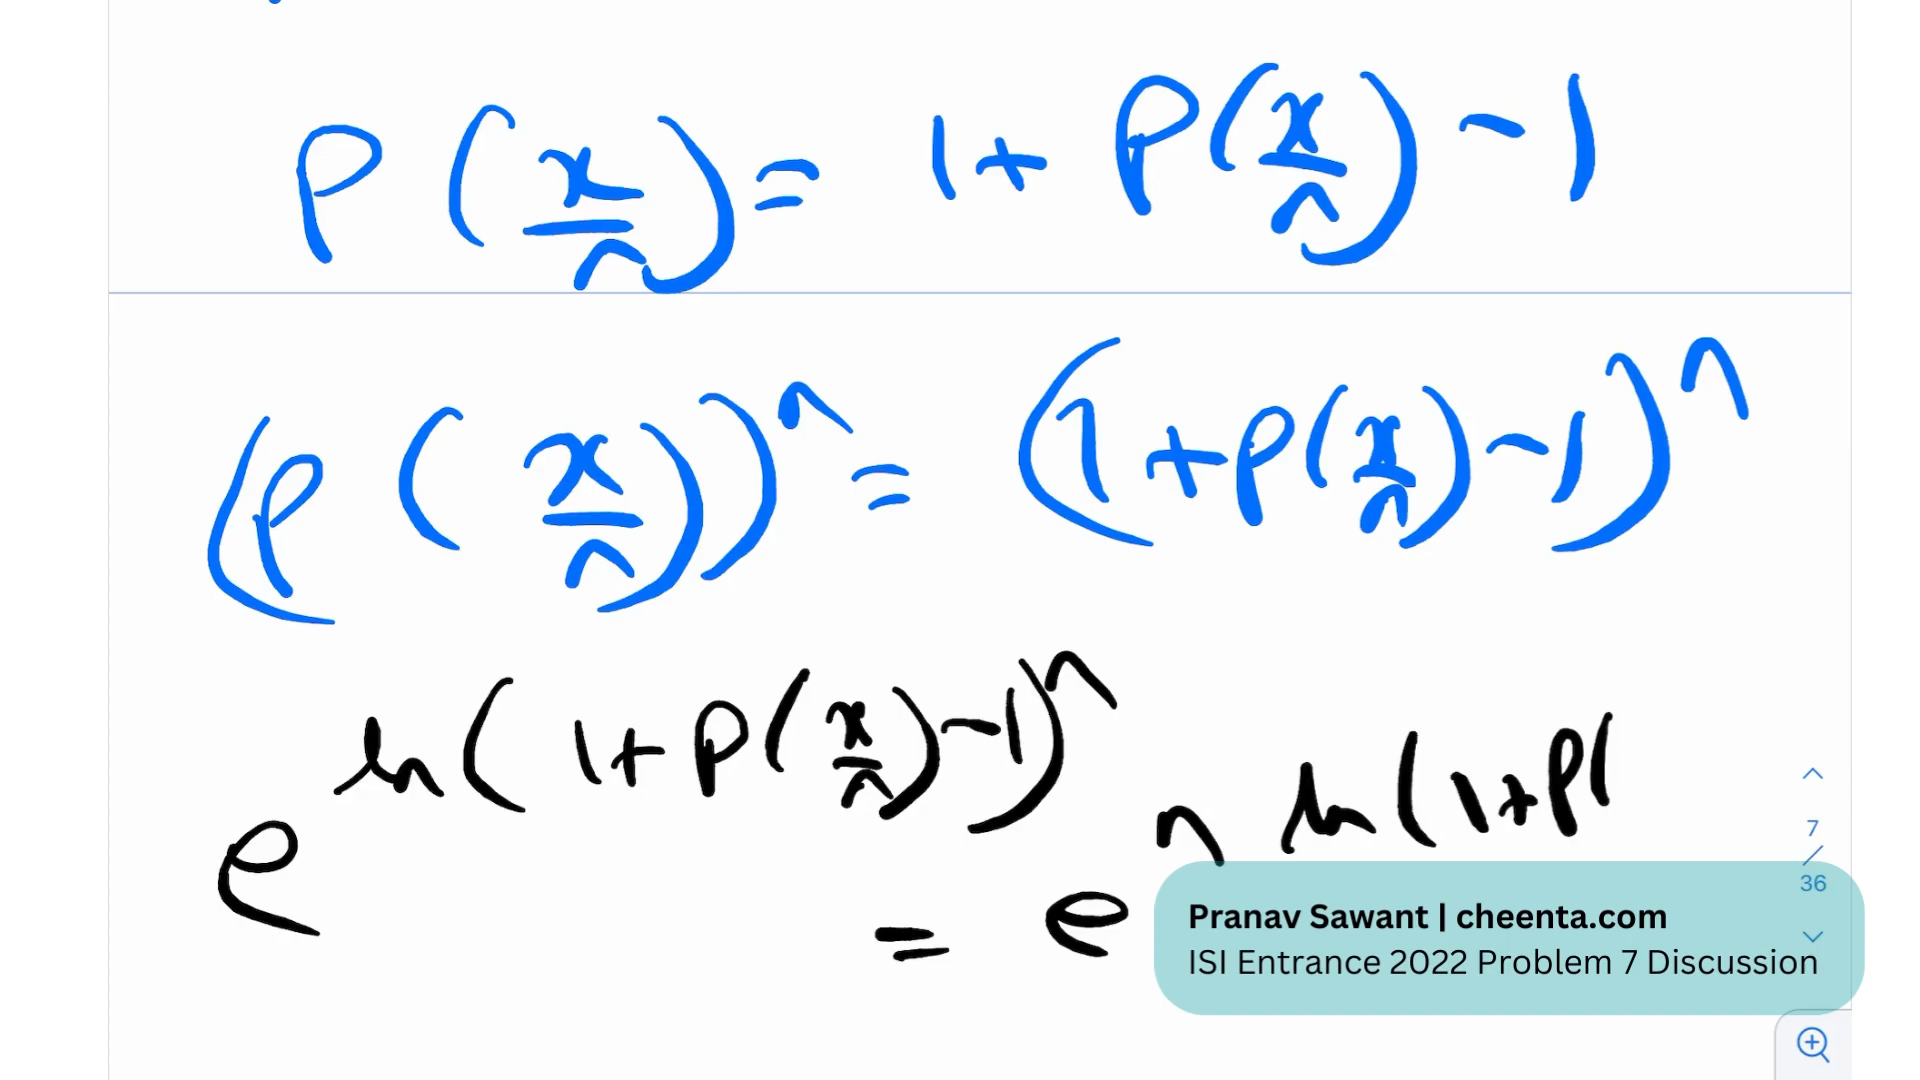 P(x/n) = 1 + P(x/n) - 1
(P(x/n))^n = (1 + P(x/n) - 1)^n
e^{ln(1 + P(x/n) - 1)^n} = e^{n ln(1 + P(}
7
/
36
Pranav Sawant | cheenta.com
ISI Entrance 2022 Problem 7 Discussion